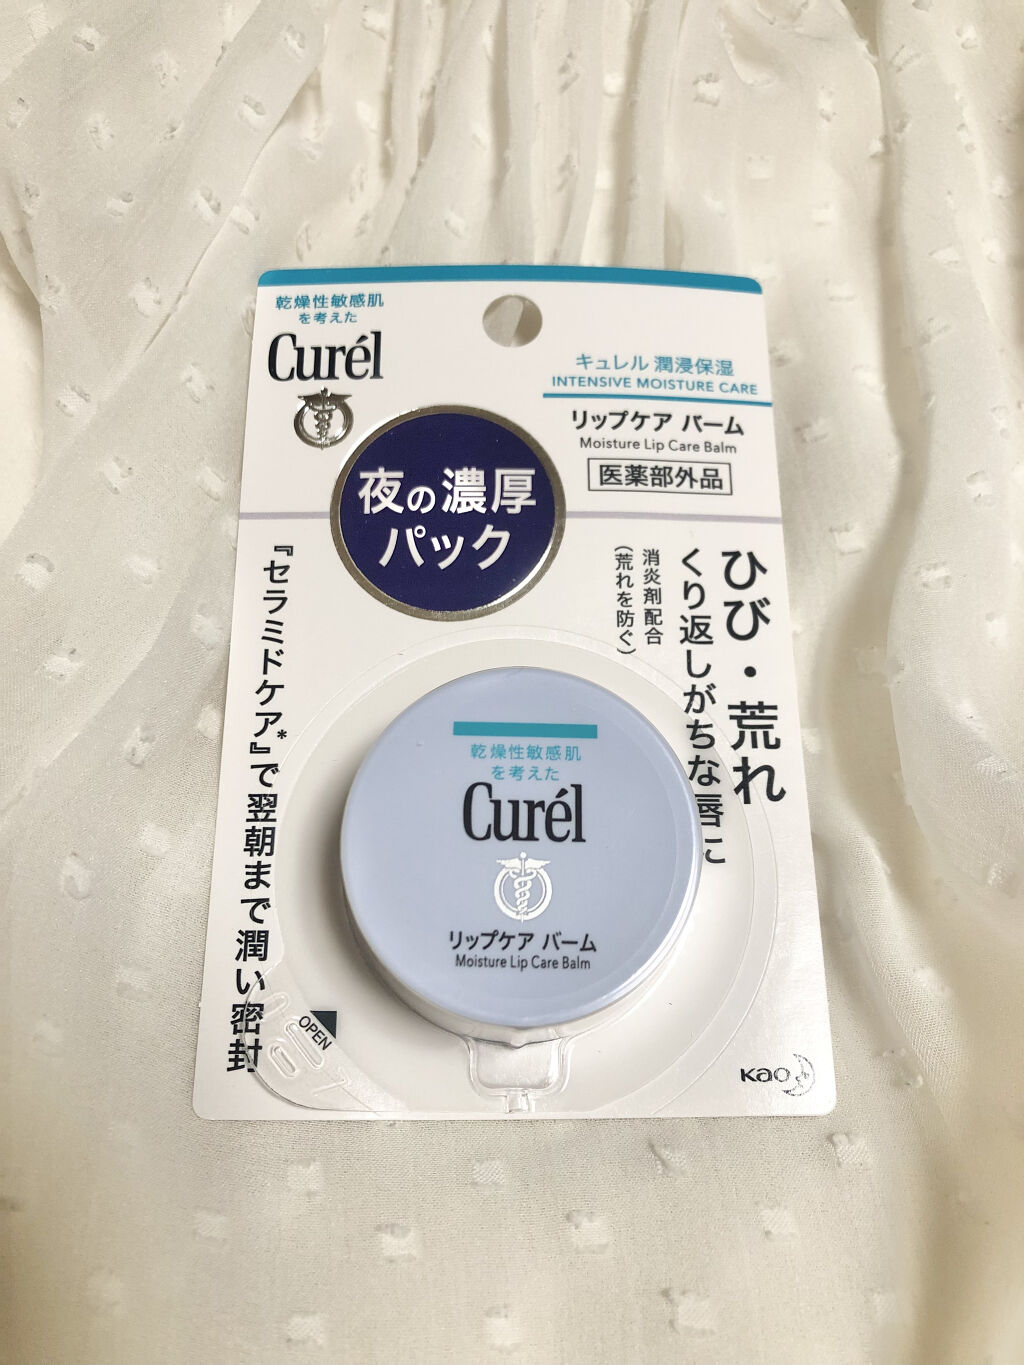 乾燥性敏感肌
を考えた
Curél
キュレル 潤浸保湿
INTENSIVE MOISTURE CARE
リップケア バーム
Moisture Lip Care Balm
医薬部外品
夜の濃厚
パック
ひび・荒れ
くり返しがちな唇に
消炎剤配合
(荒れを防ぐ)
『セラミドケア*』で翌朝まで潤い密封
乾燥性敏感肌
を考えた
Curél
リップケア バーム
Moisture Lip Care Balm
OPEN
Kao